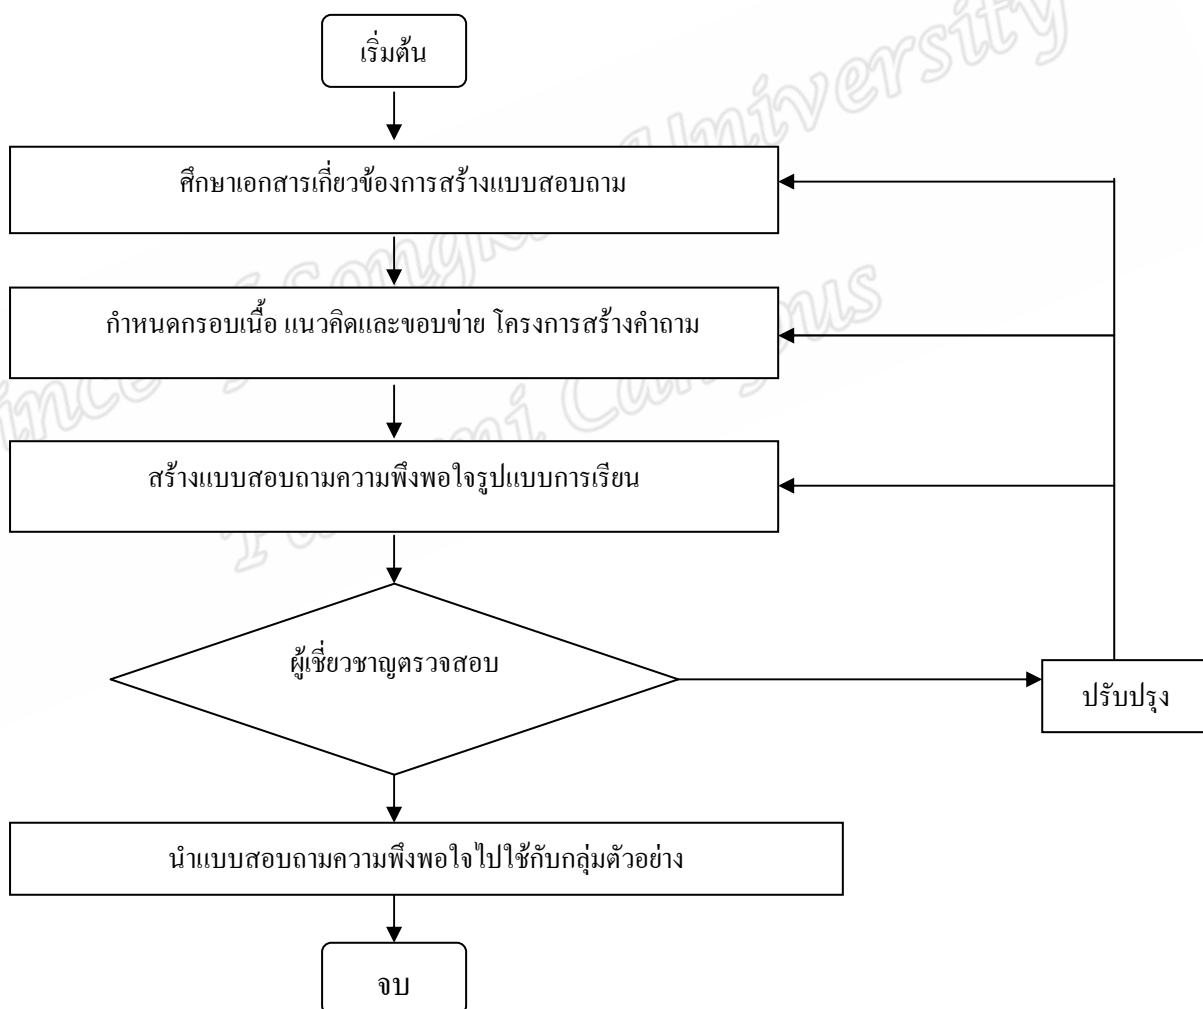 เริ่มต้น
ศึกษาเอกสารเกี่ยวข้องการสร้างแบบสอบถาม
กำหนดกรอบเนื้อ แนวคิดและขอบข่าย โครงการสร้างคำถาม
สร้างแบบสอบถามความพึงพอใจรูปแบบการเรียน
ผู้เชี่ยวชาญตรวจสอบ
ปรับปรุง
นำแบบสอบถามความพึงพอใจไปใช้กับกลุ่มตัวอย่าง
จบ
University